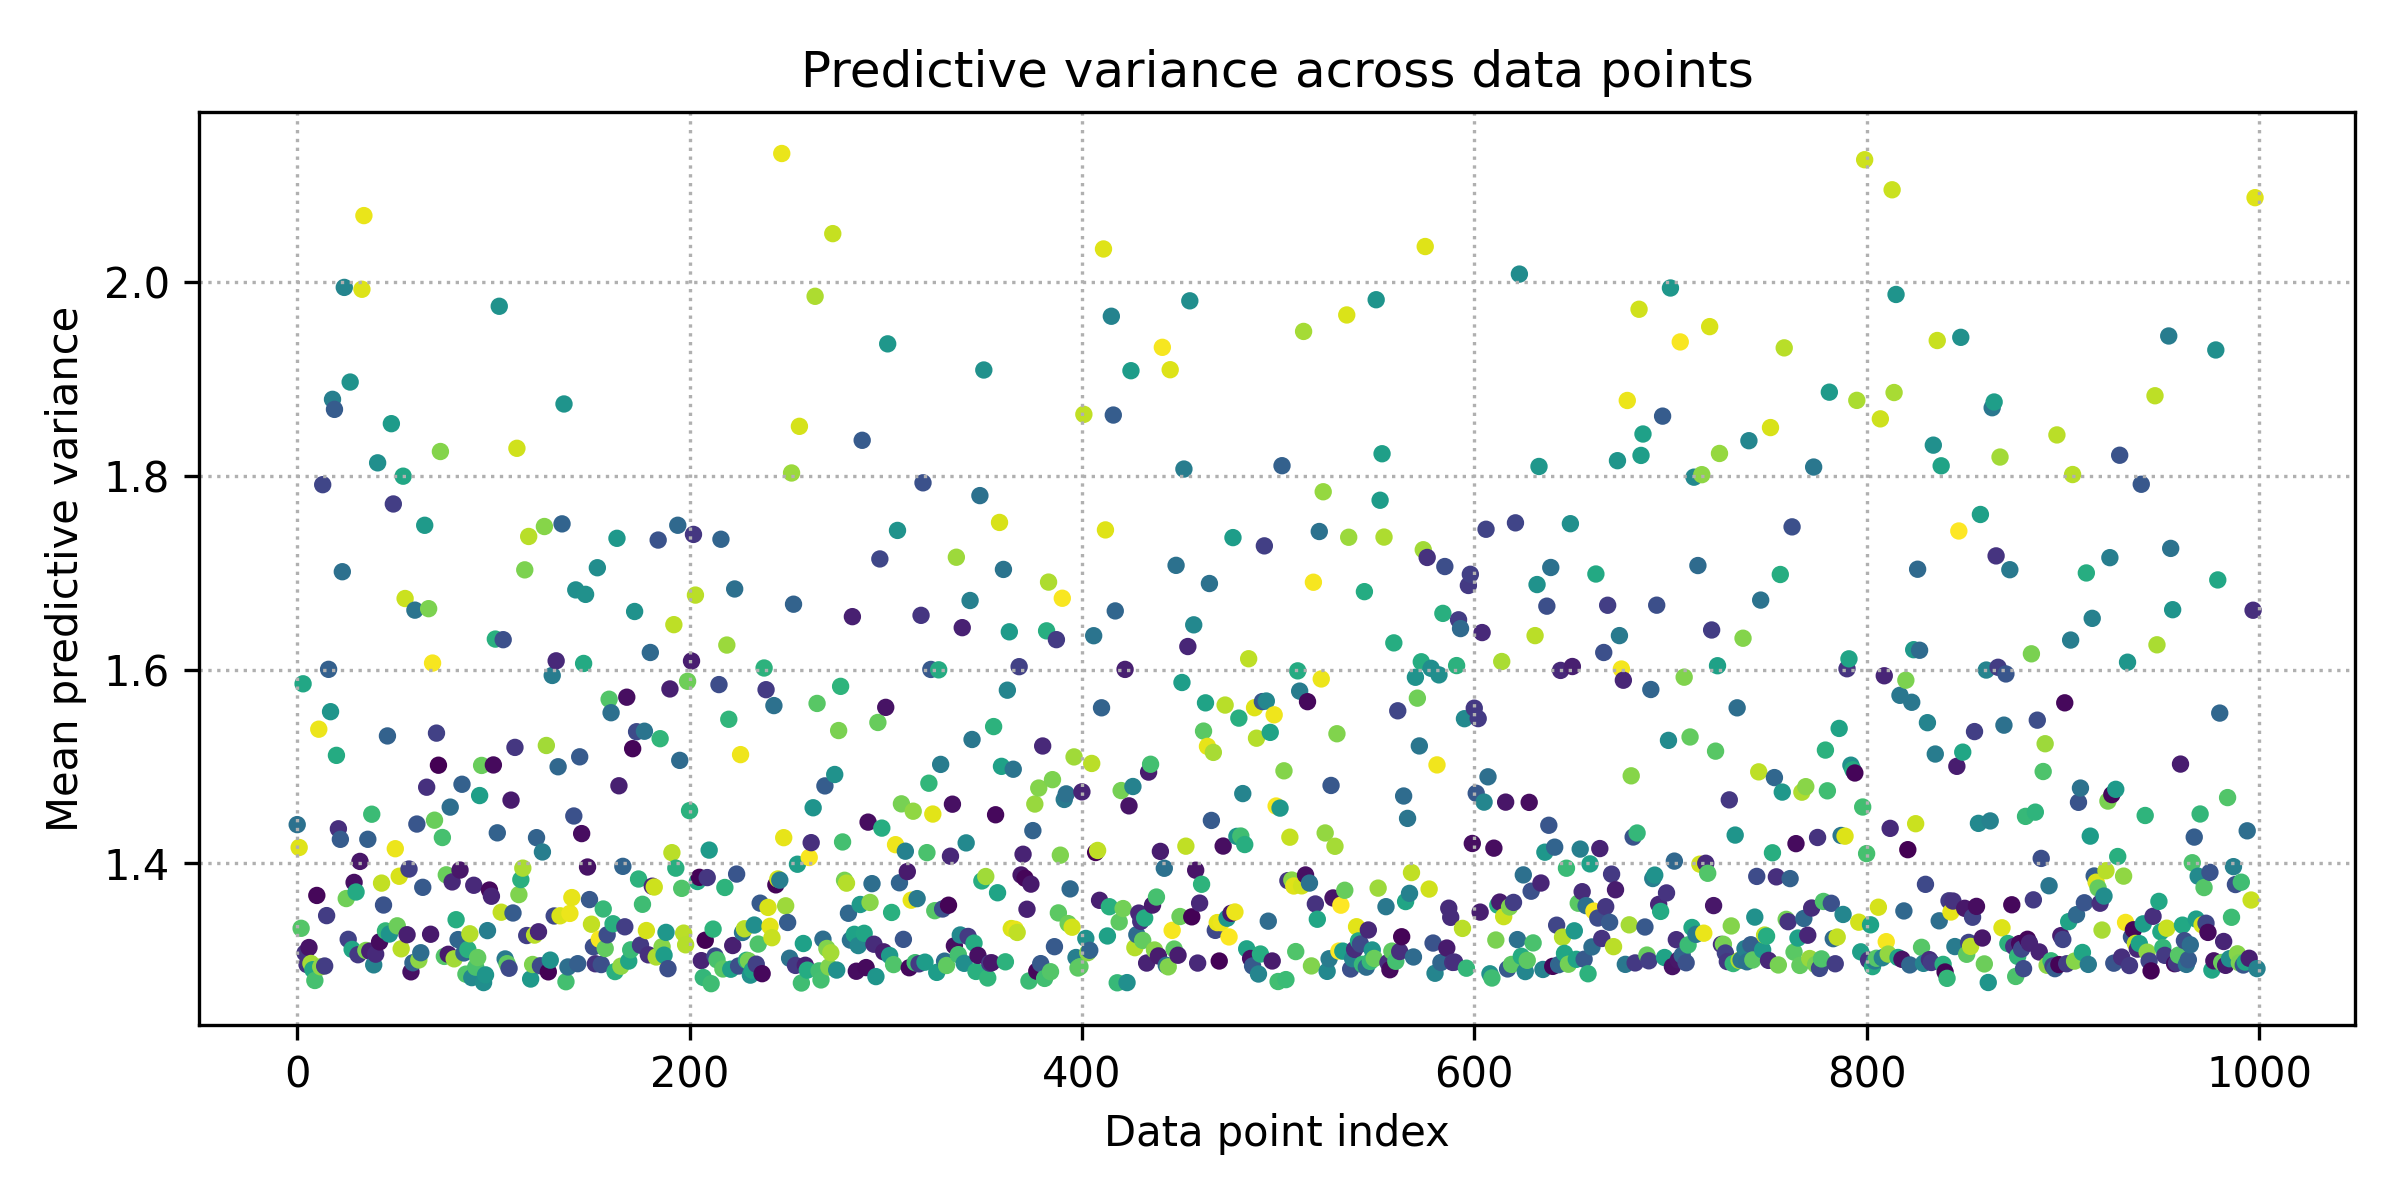 Predictive variance across data points
Mean predictive variance
2.0
1.8
1.6
1.4
0 200 400 600 800 1000
Data point index